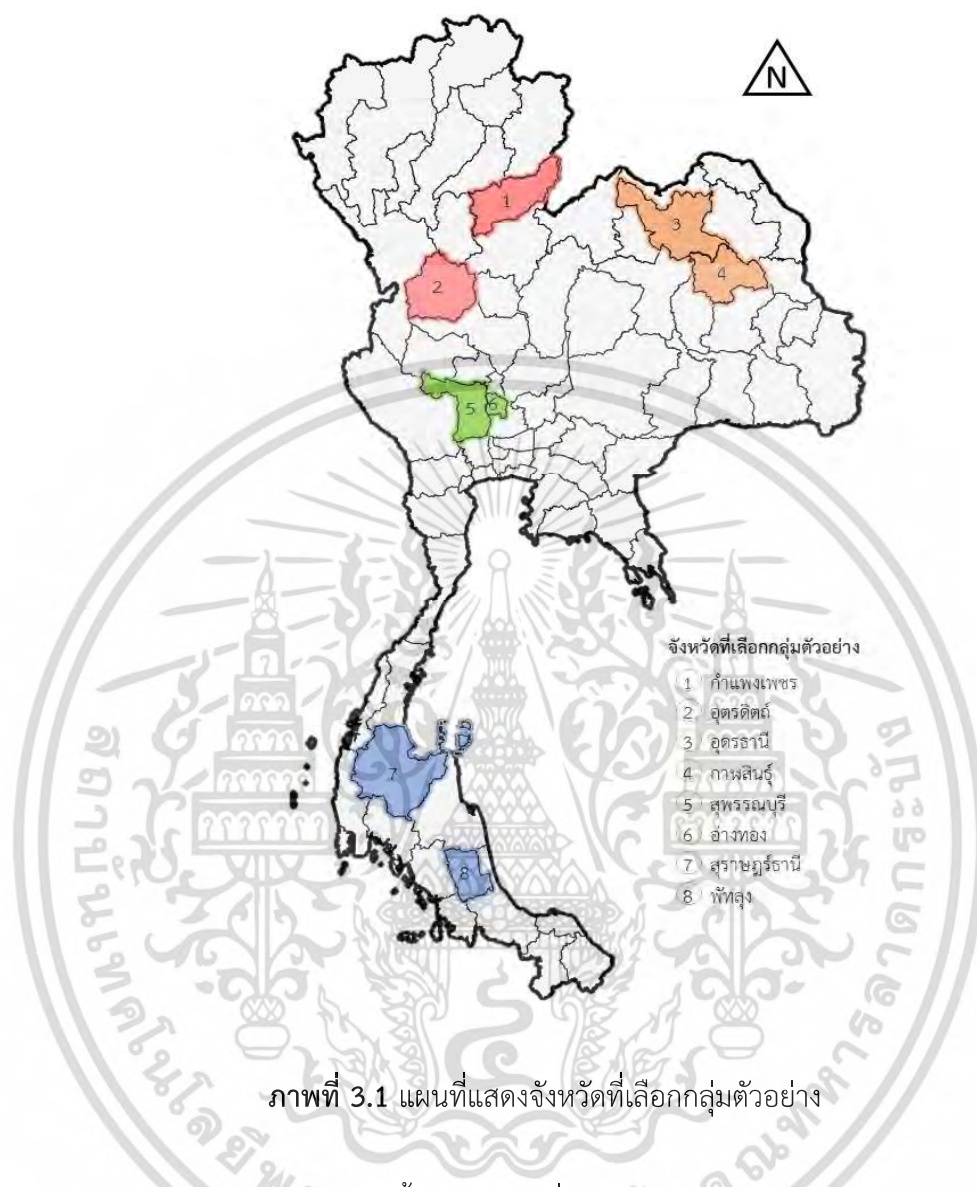 N
1
2
3
4
5
6
7
8
จังหวัดที่เลือกกลุ่มตัวอย่าง
1 กำแพงเพชร
2 อุตรดิตถ์
3 อุดรธานี
4 กาฬสินธุ์
5 สุพรรณบุรี
6 อ่างทอง
7 สุราษฎร์ธานี
8 พัทลุง
ภาพที่ 3.1 แผนที่แสดงจังหวัดที่เลือกกลุ่มตัวอย่าง